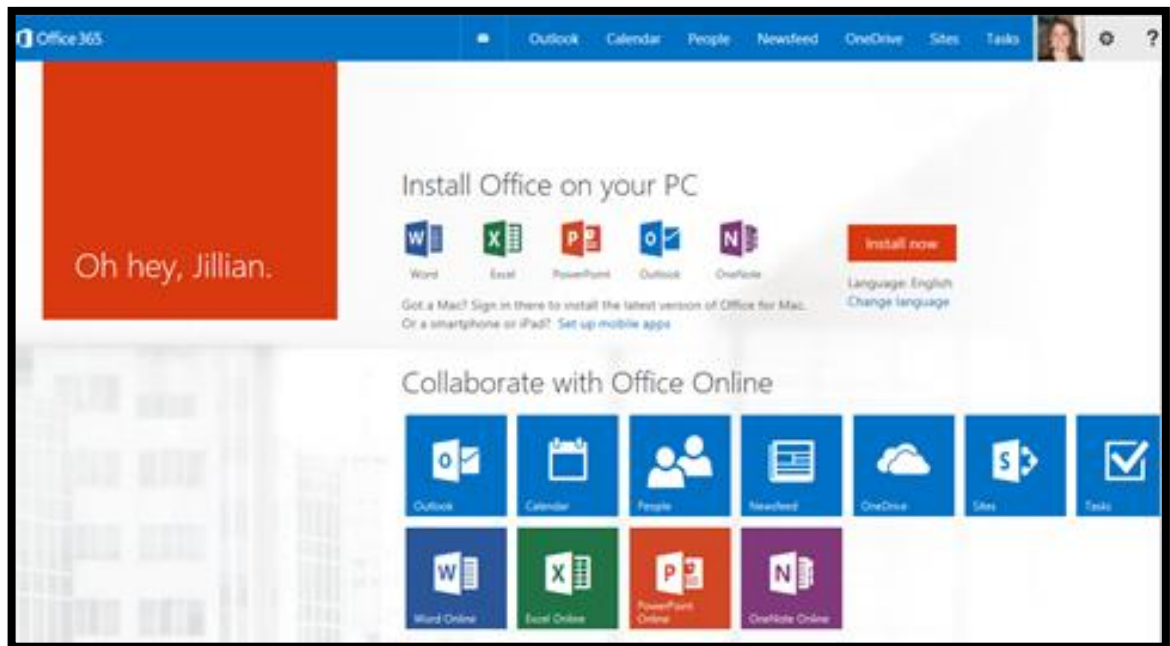 Office 365
Outlook Calendar People Newsfeed OneDrive Sites Tasks ?
Oh hey, Jillian.
Install Office on your PC
Word Excel PowerPoint Outlook OneNote
Install now
Language: English
Change language
Got a Mac? Sign in there to install the latest version of Office for Mac.
Or a smartphone or iPad? Set up mobile apps
Collaborate with Office Online
Outlook Calendar People Newsfeed OneDrive Sites Tasks
Word Online Excel Online PowerPoint Online OneNote Online